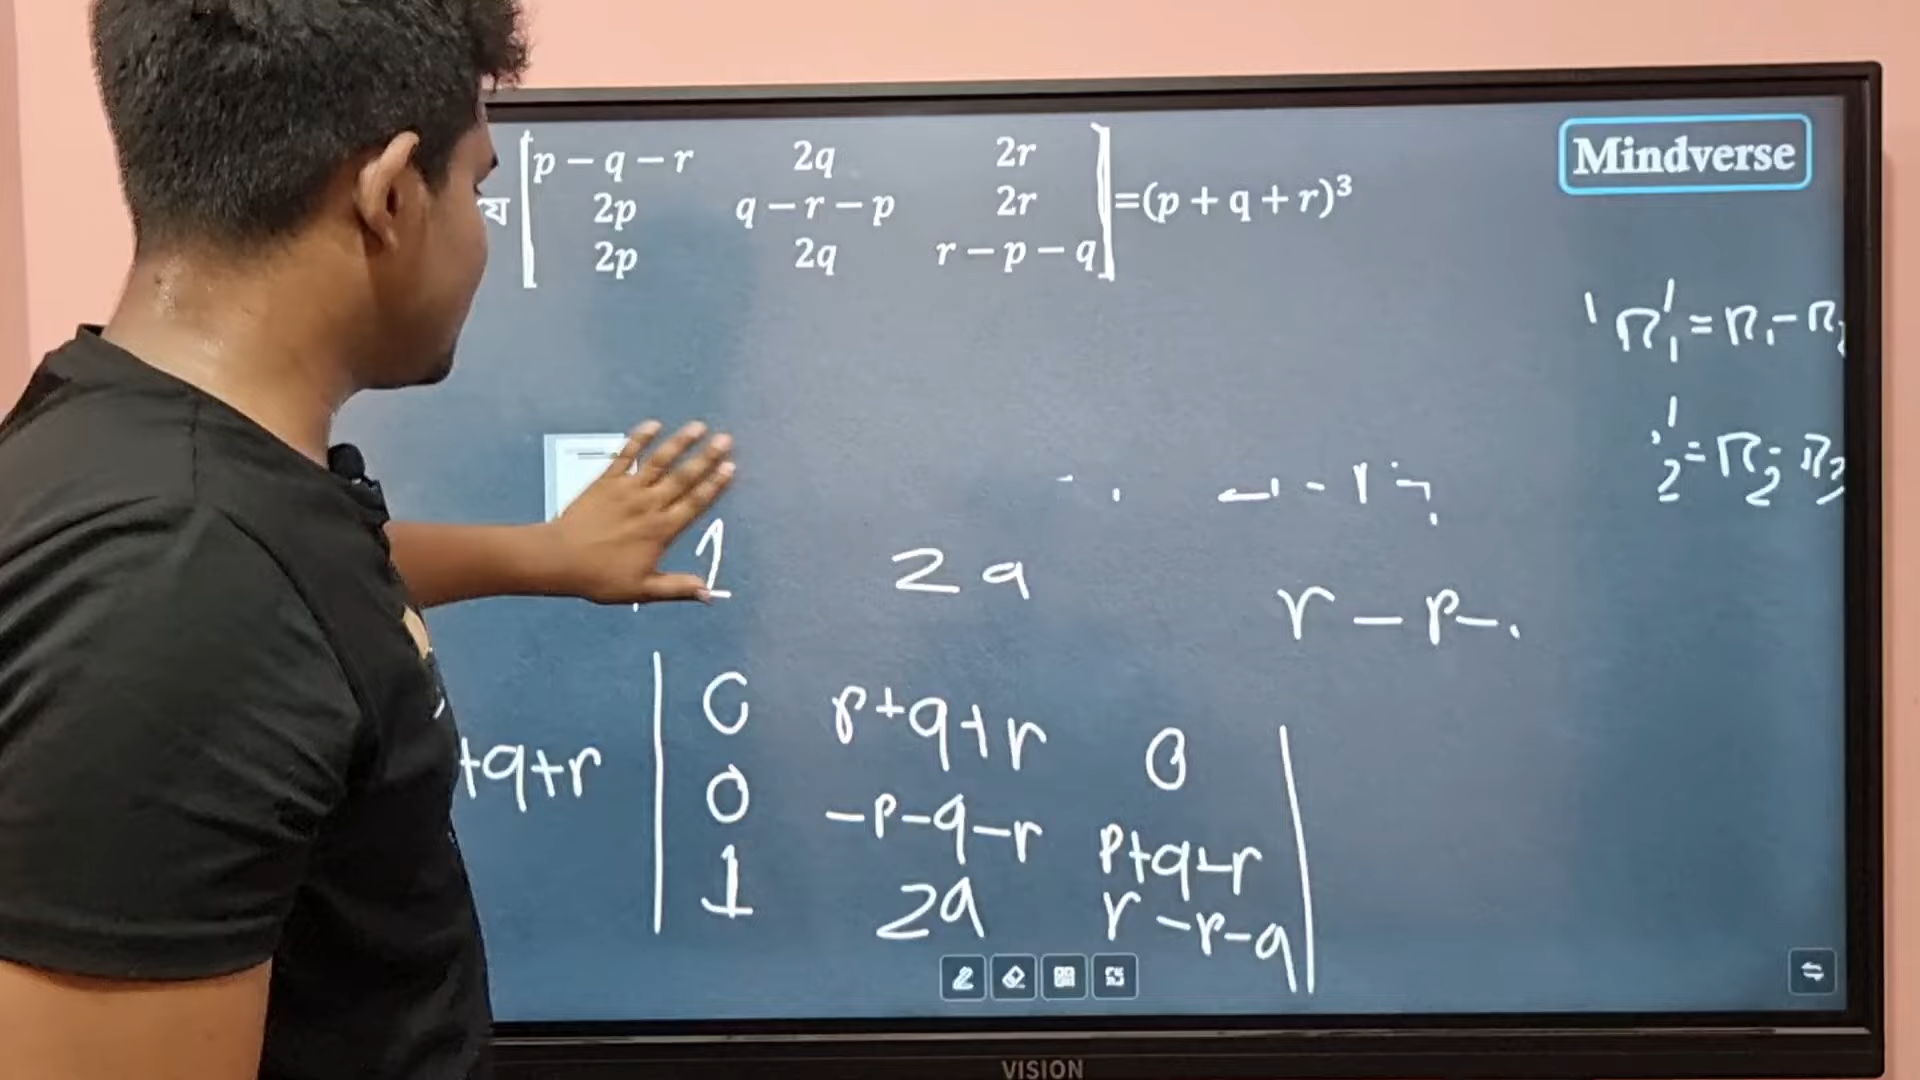 Mindverse
p − q − r 2q 2r
যে 2p q − r − p 2r =(p + q + r)³
2p 2q r − p − q
r₁' = r₁ − r₂
₂' = r₂ − r₃
1 2q
r − p −
0 p+q+r 0
+q+r 0 −p−q−r p+q+r
1 2q r−p−q
VISION